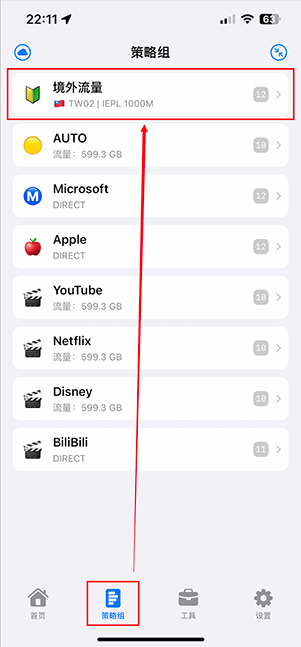 22:11
63
策略组
境外流量
TW02 | IEPL 1000M
12
AUTO
流量：599.3 GB
10
Microsoft
DIRECT
12
Apple
DIRECT
12
YouTube
流量：599.3 GB
10
Netflix
流量：599.3 GB
10
Disney
流量：599.3 GB
10
BiliBili
DIRECT
11
首页
策略组
工具
设置